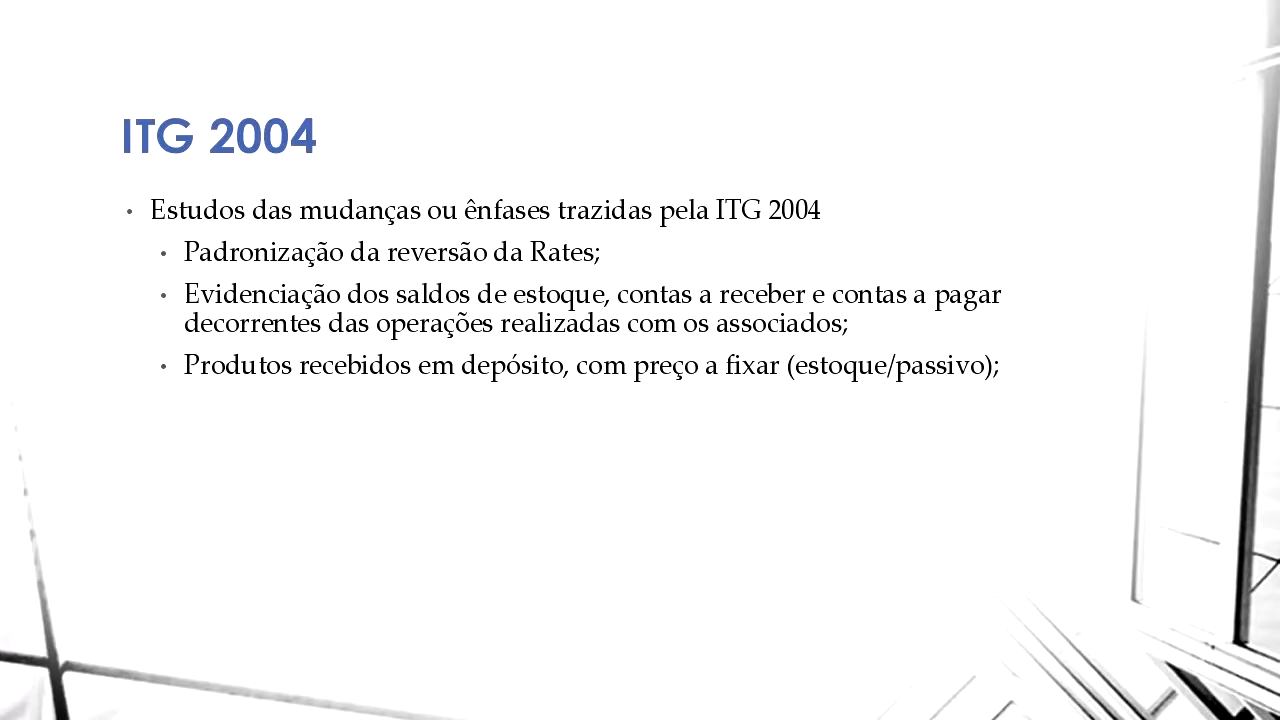 ITG 2004
• Estudos das mudanças ou ênfases trazidas pela ITG 2004
• Padronização da reversão da Rates;
• Evidenciação dos saldos de estoque, contas a receber e contas a pagar
decorrentes das operações realizadas com os associados;
• Produtos recebidos em depósito, com preço a fixar (estoque/passivo);